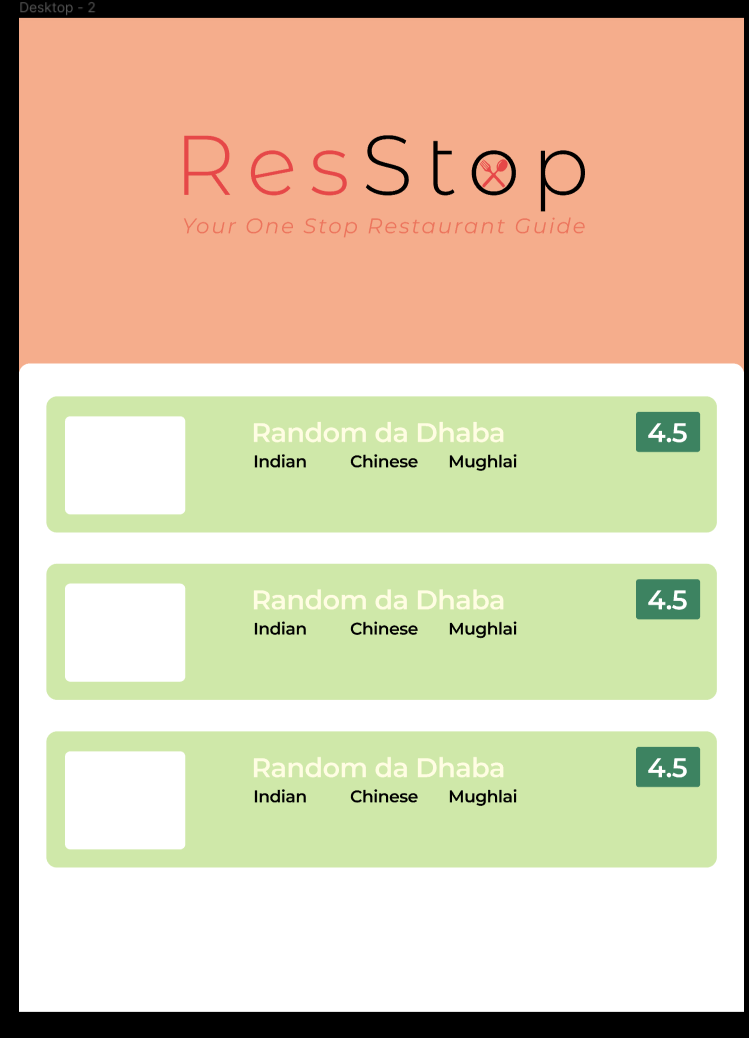 Desktop - 2
ResStop
Your One Stop Restaurant Guide
Random da Dhaba
4.5
Indian Chinese Mughlai
Random da Dhaba
4.5
Indian Chinese Mughlai
Random da Dhaba
4.5
Indian Chinese Mughlai